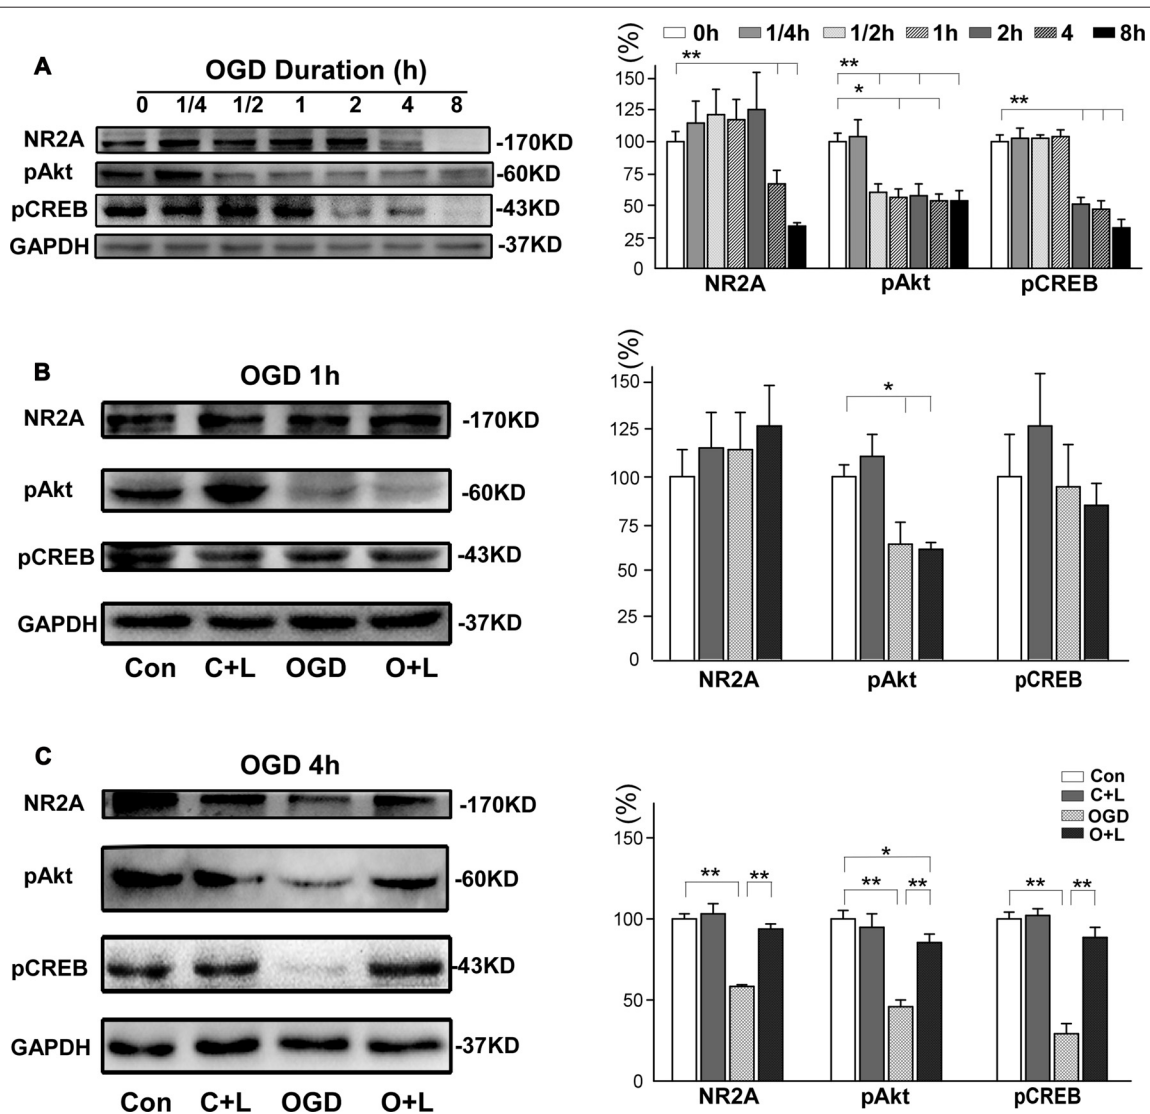 A
OGD Duration (h)
0 1/4 1/2 1 2 4 8
NR2A -170KD
pAkt -60KD
pCREB -43KD
GAPDH -37KD
(%)
0h 1/4h 1/2h 1h 2h 4 8h
150
125
100
75
50
25
0
** ** * **
NR2A pAkt pCREB
B
OGD 1h
NR2A -170KD
pAkt -60KD
pCREB -43KD
GAPDH -37KD
Con C+L OGD O+L
(%)
150
125
100
75
50
25
0
*
NR2A pAkt pCREB
C
OGD 4h
NR2A -170KD
pAkt -60KD
pCREB -43KD
GAPDH -37KD
Con C+L OGD O+L
(%)
Con
C+L
OGD
O+L
150
100
50
0
** ** * ** ** ** **
NR2A pAkt pCREB